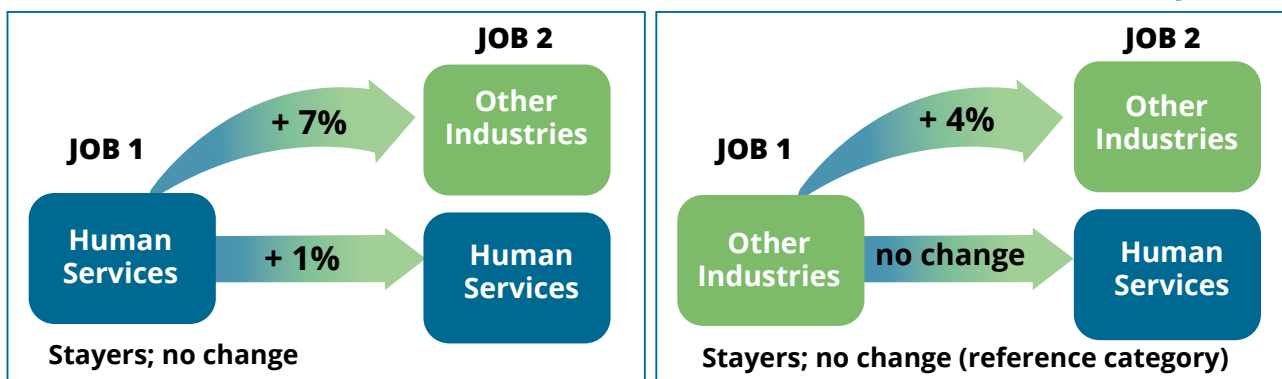 JOB 2
Other
Industries
+ 7%
JOB 1
Human
Services
+ 1%
Human
Services
Stayers; no change
JOB 2
Other
Industries
+ 4%
JOB 1
Other
Industries
no change
Human
Services
Stayers; no change (reference category)